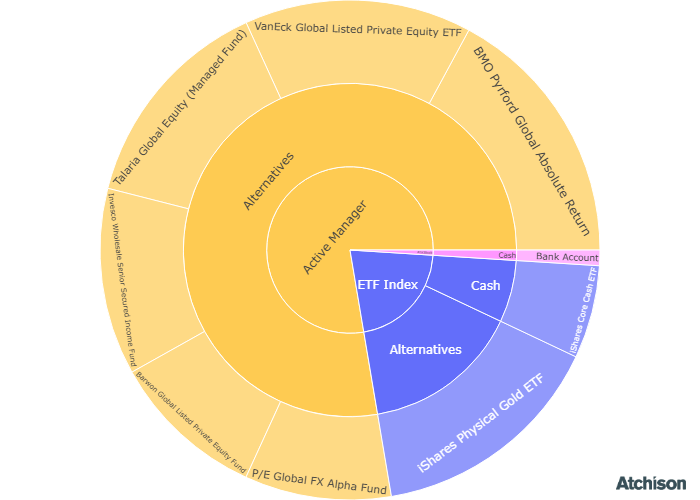 VanEck Global Listed Private Equity ETF
BMO Pyrford Global Absolute Return
Talaria Global Equity (Managed Fund)
Alternatives
Active Manager
Invesco Wholesale Senior Secured Income Fund
Cash
Bank Account
ETF Index
Cash
iShares Core Cash ETF
Alternatives
iShares Physical Gold ETF
Barwon Global Listed Private Equity Fund
P/E Global FX Alpha Fund
Atchison